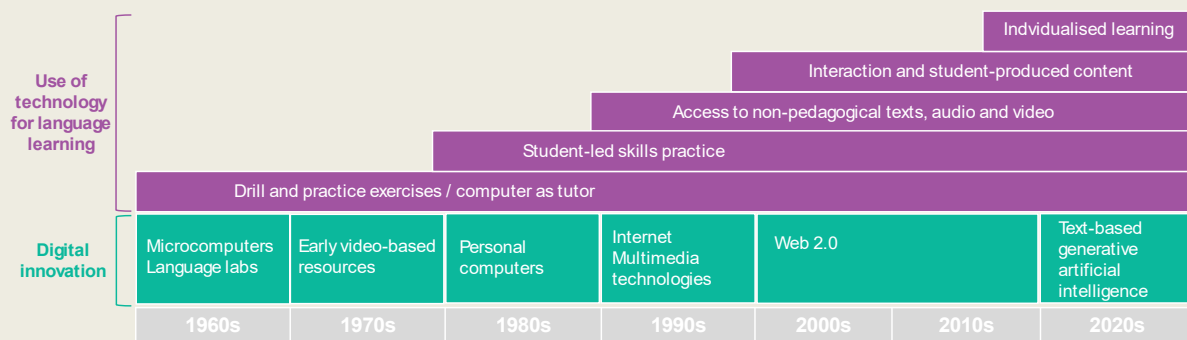 Indvidualised learning
Interaction and student-produced content
Access to non-pedagogical texts, audio and video
Student-led skills practice
Drill and practice exercises / computer as tutor
Use of
technology
for language
learning
Digital
innovation
Microcomputers
Language labs
Early video-based
resources
Personal
computers
Internet
Multimedia
technologies
Web 2.0
Text-based
generative
artificial
intelligence
1960s
1970s
1980s
1990s
2000s
2010s
2020s